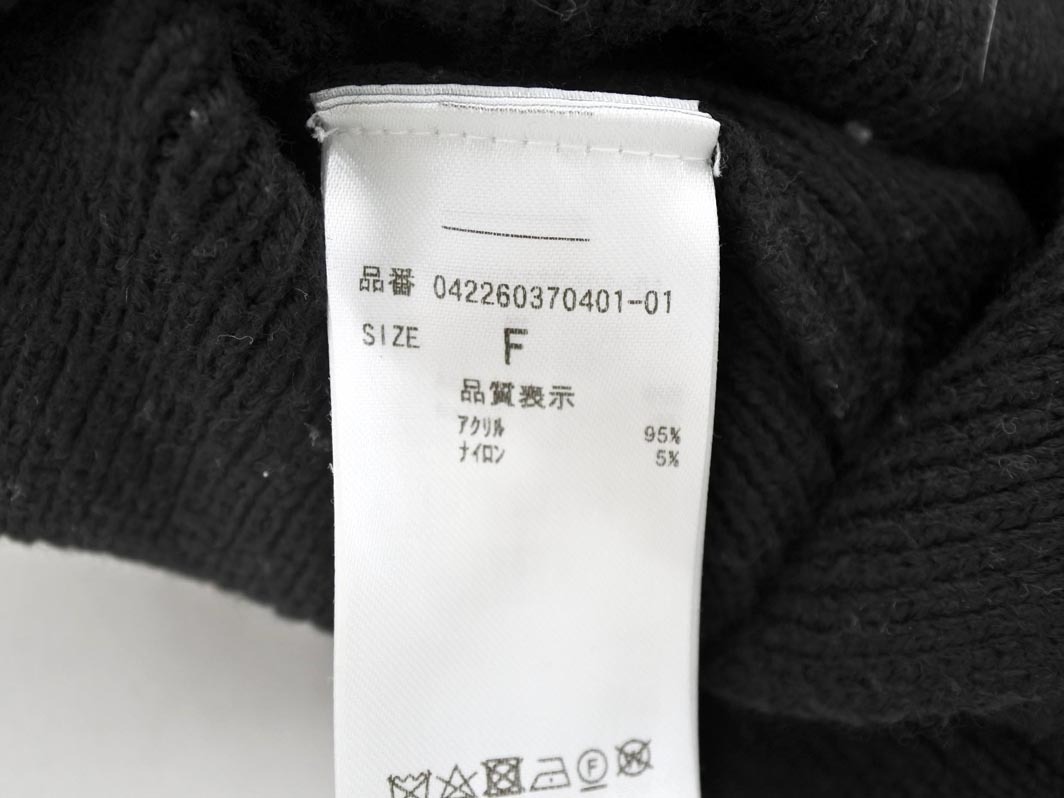 品番 042260370401-01
SIZE F
品質表示
アクリル 95%
ナイロン 5%
F
W